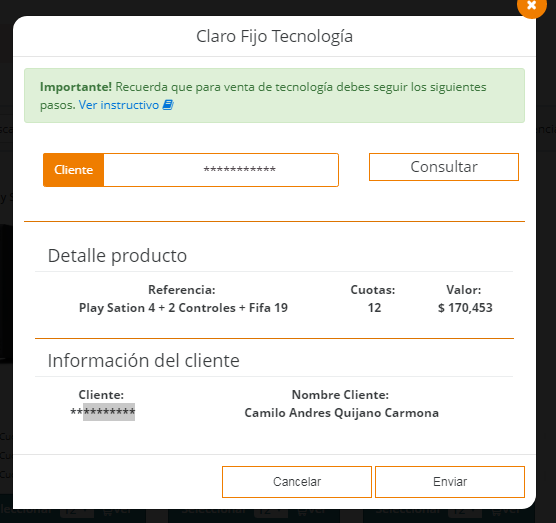 Claro Fijo Tecnología
Importante! Recuerda que para venta de tecnología debes seguir los siguientes
pasos. Ver instructivo
Cliente
***********
Consultar
Detalle producto
Referencia: Cuotas: Valor:
Play Sation 4 + 2 Controles + Fifa 19 12 $ 170,453
Información del cliente
Cliente: Nombre Cliente:
*********** Camilo Andres Quijano Carmona
Cancelar
Enviar